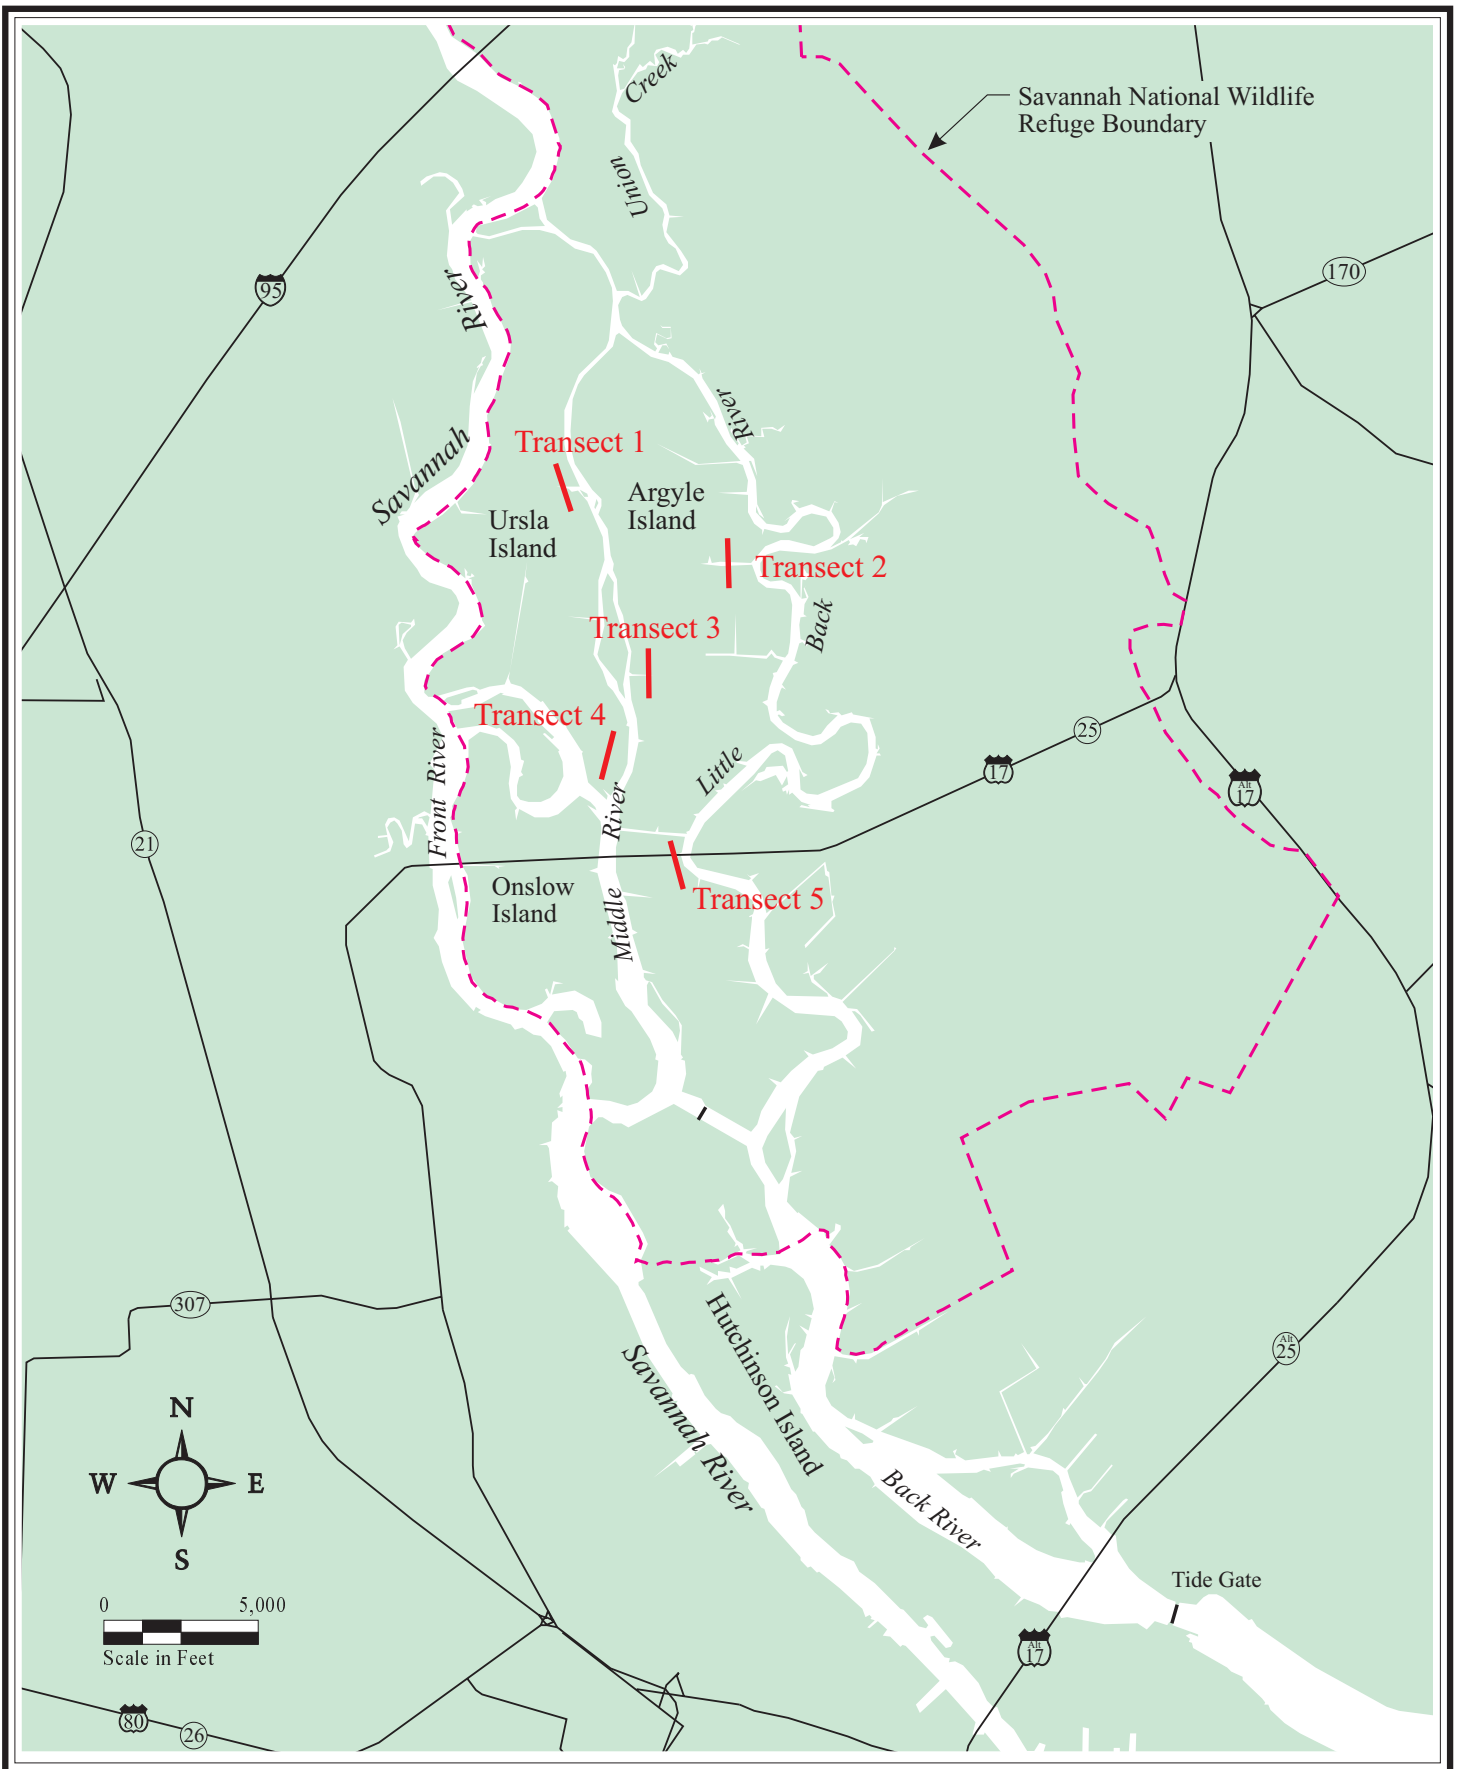 Creek
Savannah National Wildlife
Refuge Boundary
Union
170
95
River
River
Savannah
Transect 1
Argyle
Island
Ursla
Island
Transect 2
Back
Transect 3
Transect 4
Front River
Little
25
17
Alt
17
River
21
Onslow
Island
Middle
Transect 5
Hutchinson Island
307
Savannah River
Alt
25
N
W E
S
Back River
Tide Gate
0 5,000
Scale in Feet
Alt
17
80
26